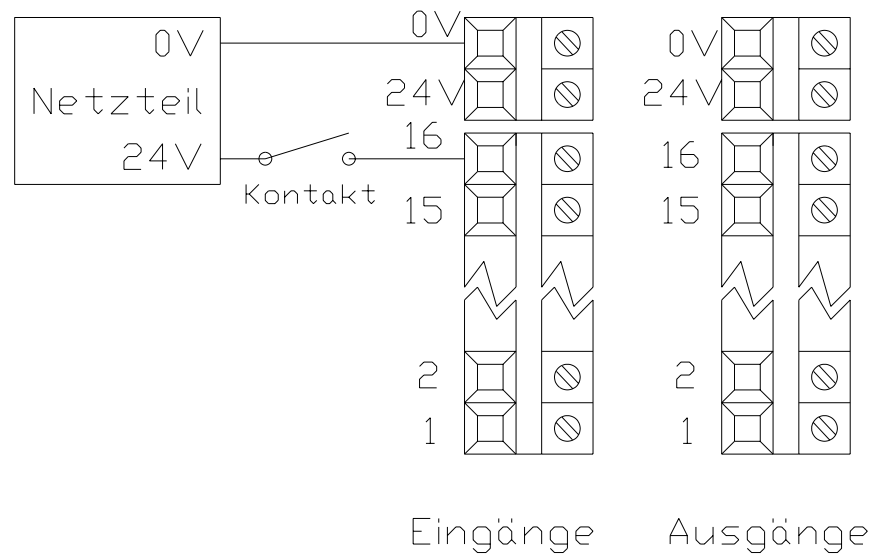 0V
Netzteil
24V
Kontakt
0V
24V
16
15
2
1
Eingänge
0V
24V
16
15
2
1
Ausgänge